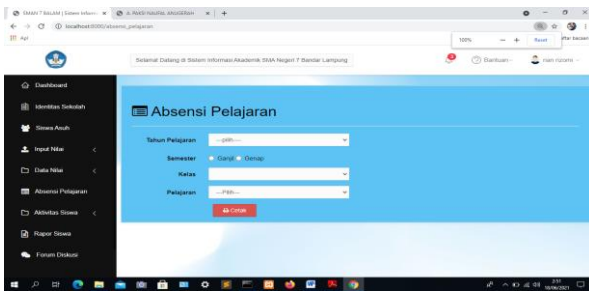 SMAN 7 BALAM | Sistem Inform
A. PAKSI NAUFAL ANUGERAH
localhost:8080/absensi_pelajaran
100%
Reset
Selamat Datang di Sistem Informasi Akademik SMA Negeri 7 Bandar Lampung
Bantuan
Dashboard
Identitas Sekolah
Siswa Asuh
Input Nilai
Data Nilai
Absensi Pelajaran
Aktivitas Siswa
Rapor Siswa
Forum Diskusi
Absensi Pelajaran
Tahun Pelajaran
Semester
Ganjil
Genap
Kelas
Pelajaran
---Pilih---
Cetak